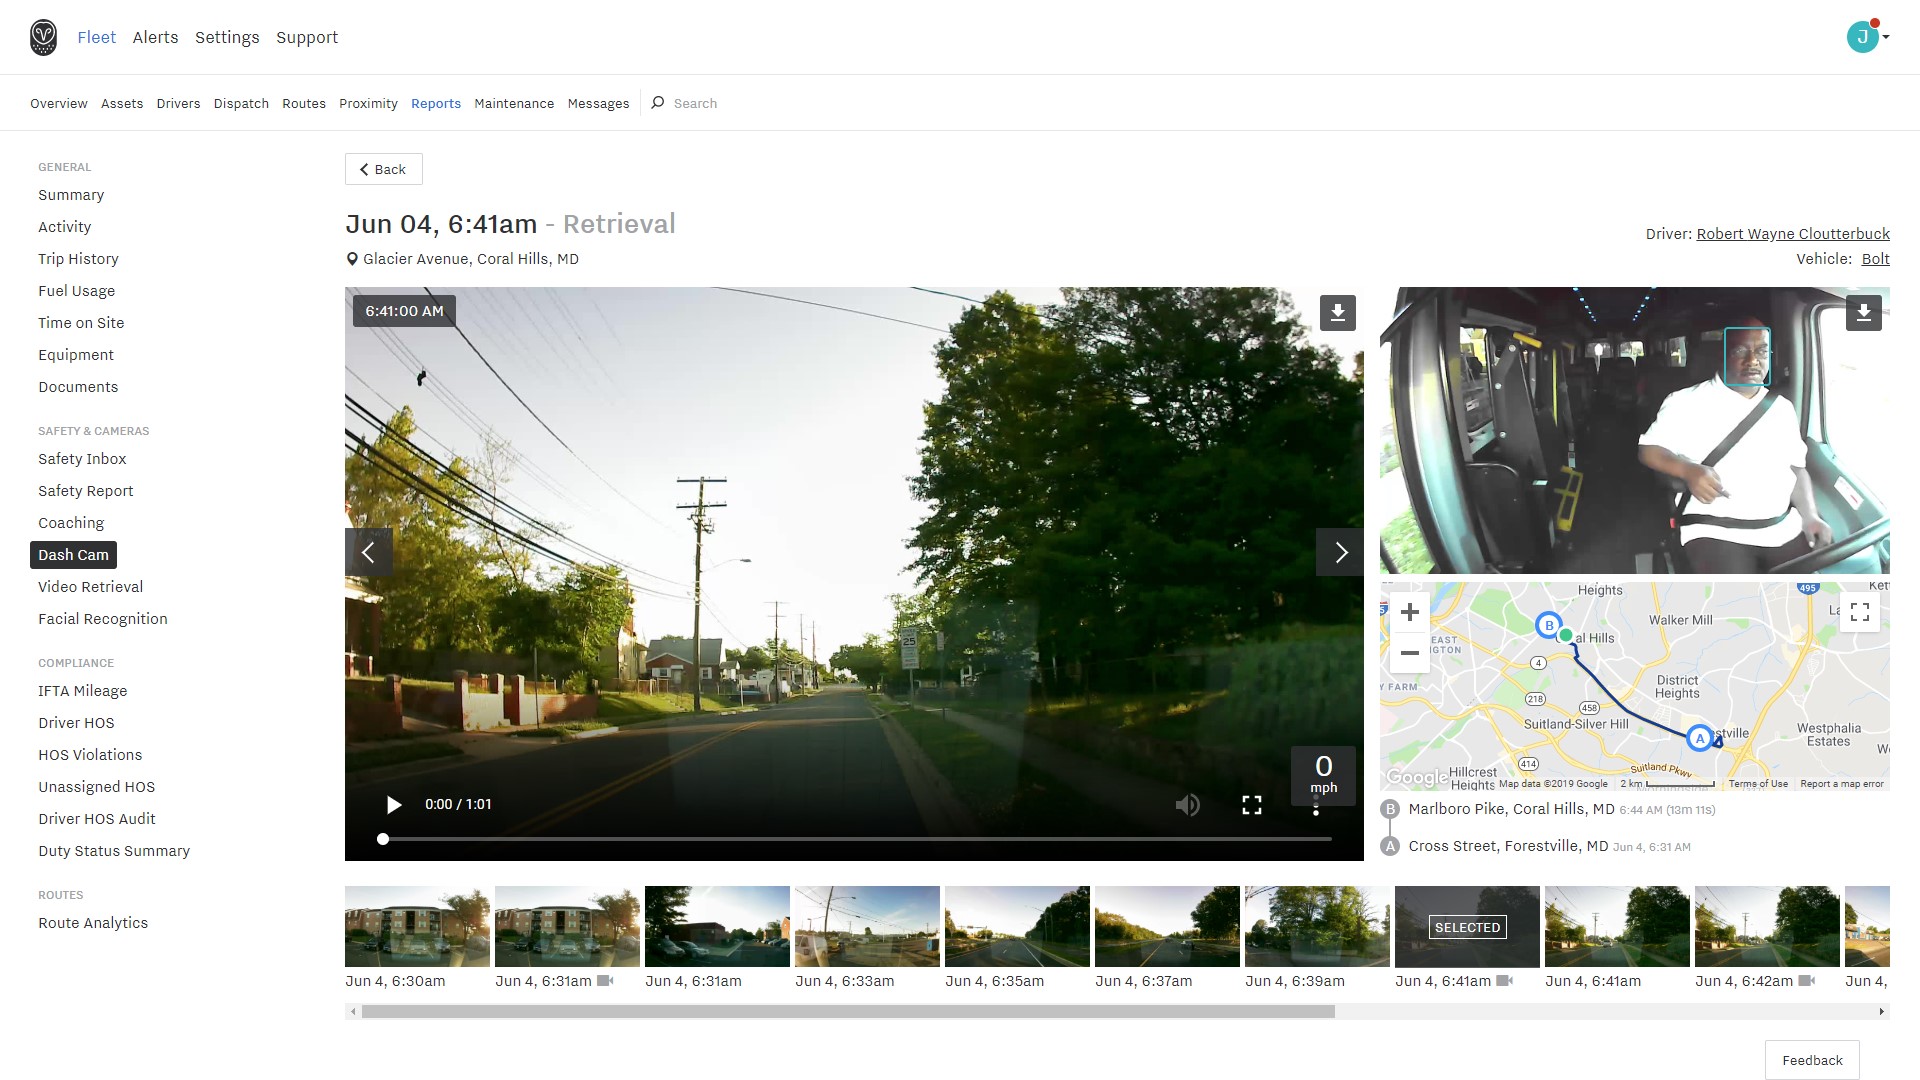 Fleet Alerts Settings Support
J
Overview Assets Drivers Dispatch Routes Proximity Reports Maintenance Messages Search
GENERAL
Summary
Activity
Trip History
Fuel Usage
Time on Site
Equipment
Documents
SAFETY & CAMERAS
Safety Inbox
Safety Report
Coaching
Dash Cam
Video Retrieval
Facial Recognition
COMPLIANCE
IFTA Mileage
Driver HOS
HOS Violations
Unassigned HOS
Driver HOS Audit
Duty Status Summary
ROUTES
Route Analytics
Back
Jun 04, 6:41am - Retrieval
Glacier Avenue, Coral Hills, MD
Driver: Robert Wayne Cloutterbuck
Vehicle: Bolt
6:41:00 AM
SPEED LIMIT
25
0
mph
0:00 / 1:01
Heights
495
Walker Mill
B
al Hills
4
Y FARM
District
Heights
218
458
Suitland-Silver Hill
A
stville
Westphalia
Estates
414
Suitland Pkwy
Hillcrest
Heights
Google
Map data ©2019 Google 2 km Terms of Use Report a map error
B Marlboro Pike, Coral Hills, MD 6:44 AM (13m 11s)
A Cross Street, Forestville, MD Jun 4, 6:31 AM
SELECTED
Jun 4, 6:30am
Jun 4, 6:31am
Jun 4, 6:31am
Jun 4, 6:33am
Jun 4, 6:35am
Jun 4, 6:37am
Jun 4, 6:39am
Jun 4, 6:41am
Jun 4, 6:41am
Jun 4, 6:42am
Jun 4,
Feedback